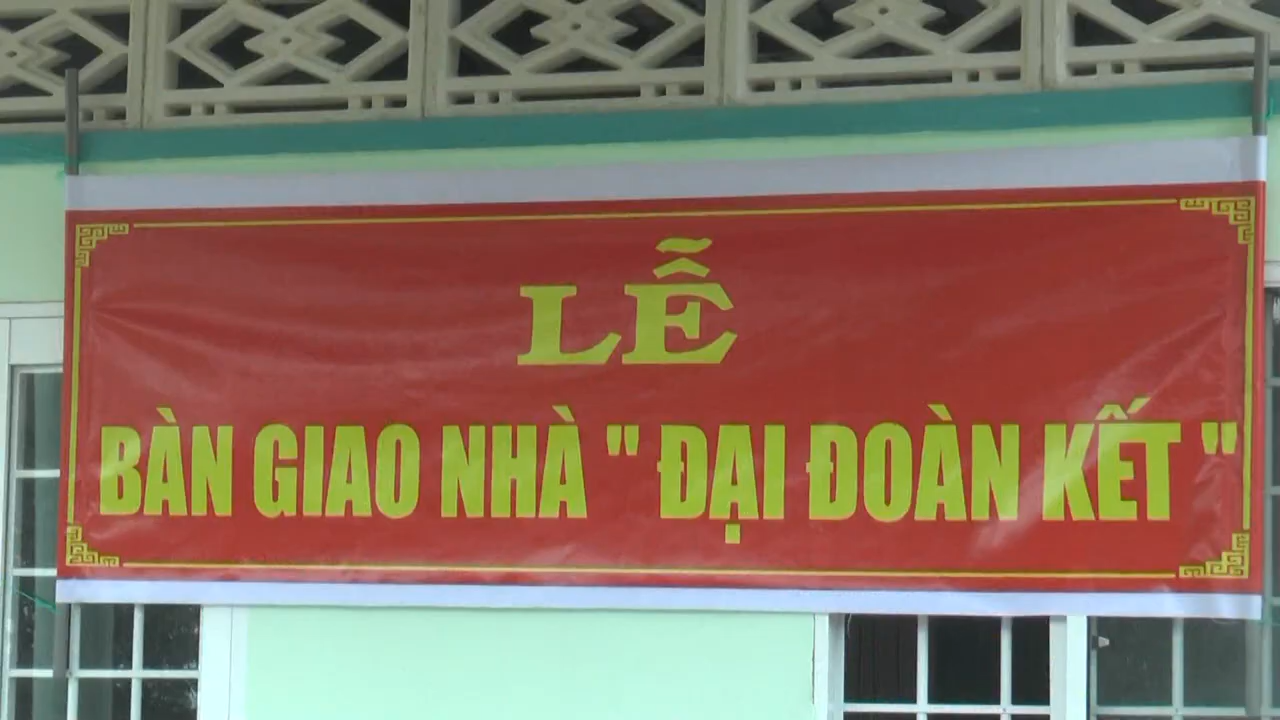 LỄ
BÀN GIAO NHÀ " ĐẠI ĐOÀN KẾT "